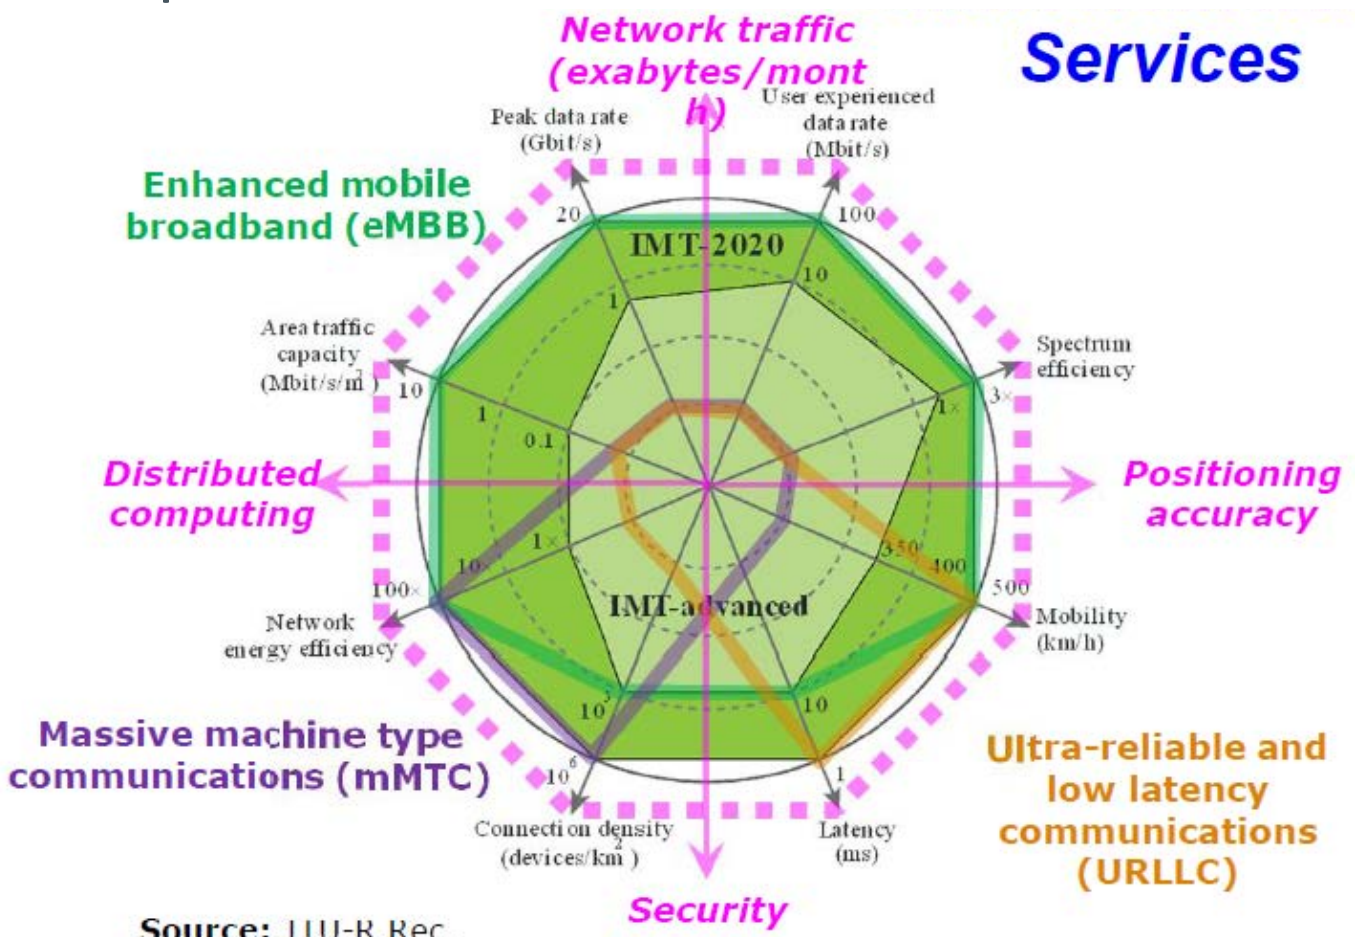 Network traffic
(exabytes/mont
h)
Services
Peak data rate
(Gbit/s)
User experienced
data rate
(Mbit/s)
Enhanced mobile
broadband (eMBB)
20
100
IMT-2020
10
1
Area traffic
capacity
(Mbit/s/m²)
10
1
0.1
Spectrum
efficiency
3×
1×
Distributed
computing
Positioning
accuracy
1×
10×
100×
350
400
500
Network
energy efficiency
IMT-advanced
Mobility
(km/h)
10⁵
10
Massive machine type
communications (mMTC)
Ultra-reliable and
low latency
communications
(URLLC)
10⁶
1
Connection density
(devices/km²)
Latency
(ms)
Security
Source: ITU-R Rec